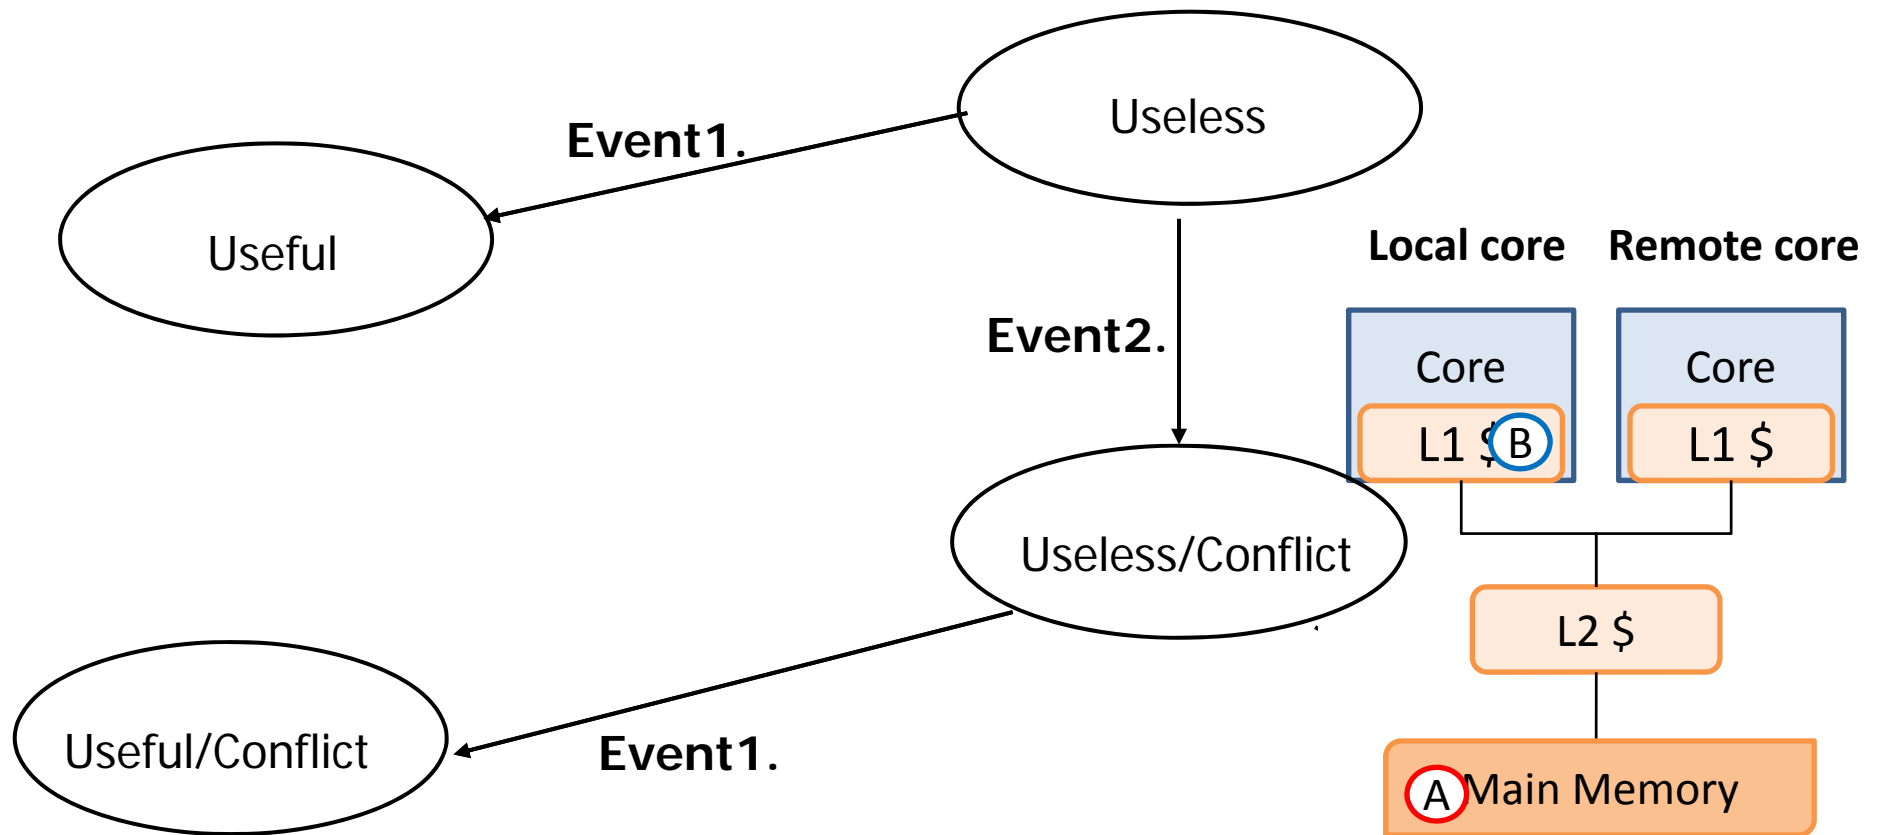 Useless
Event1.
Useful
Local core Remote core
Event2.
Core Core
L1 $ B L1 $
Useless/Conflict
L2 $
Useful/Conflict
Event1.
A Main Memory